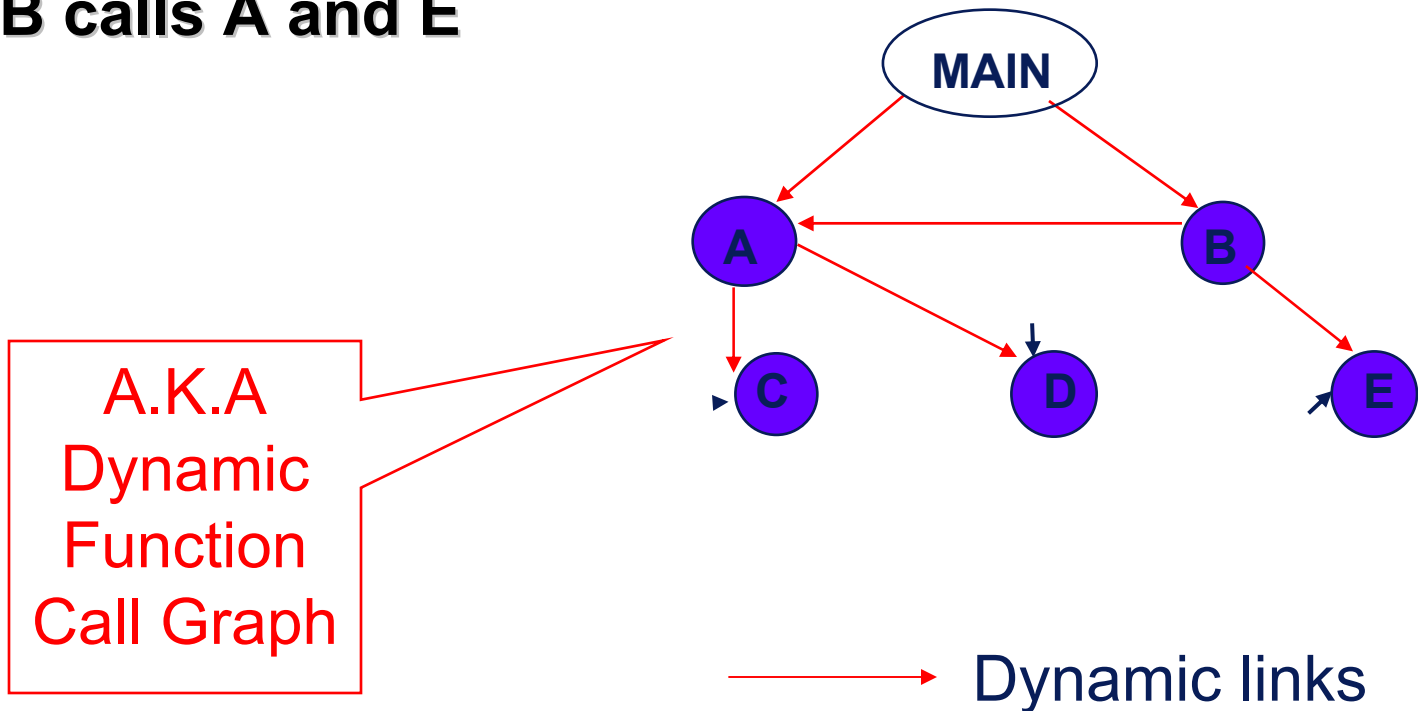 B calls A and E
MAIN
A
B
C
D
E
A.K.A
Dynamic
Function
Call Graph
Dynamic links